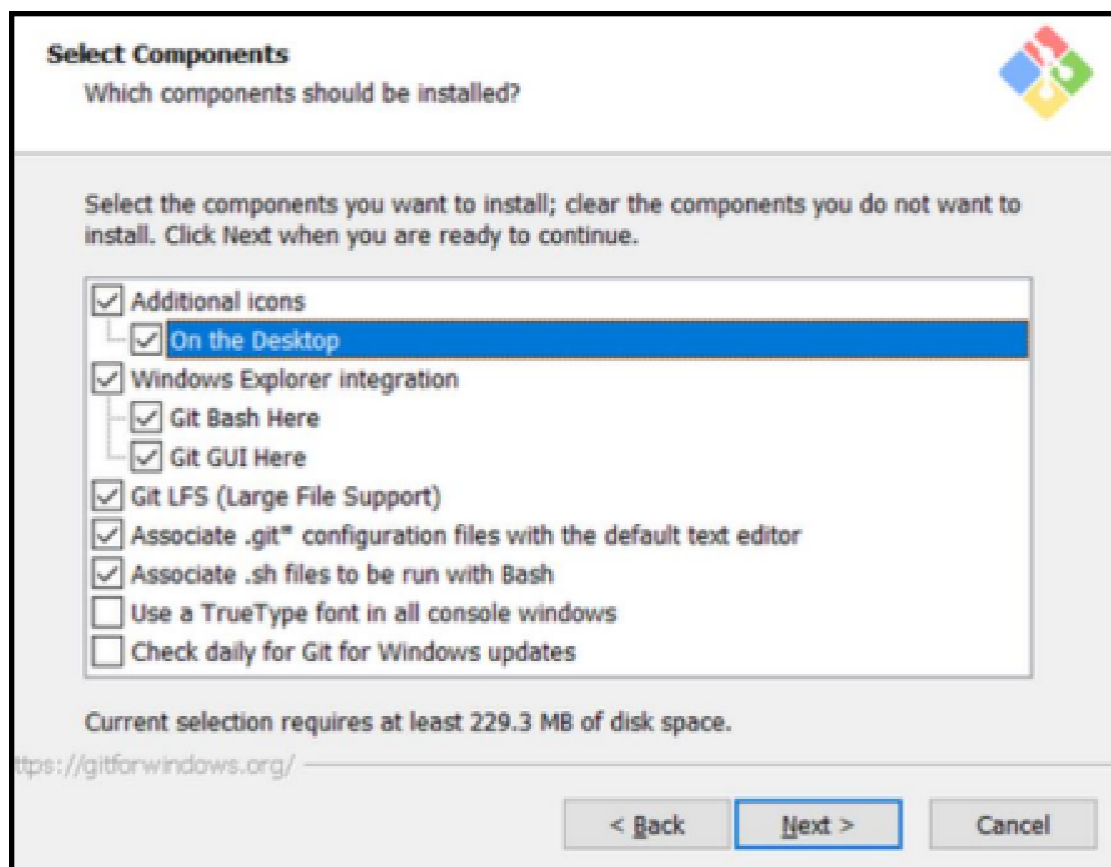 Select Components
Which components should be installed?
Select the components you want to install; clear the components you do not want to
install. Click Next when you are ready to continue.
Additional icons
On the Desktop
Windows Explorer integration
Git Bash Here
Git GUI Here
Git LFS (Large File Support)
Associate .git* configuration files with the default text editor
Associate .sh files to be run with Bash
Use a TrueType font in all console windows
Check daily for Git for Windows updates
Current selection requires at least 229.3 MB of disk space.
ttps://gitforwindows.org/
< Back
Next >
Cancel